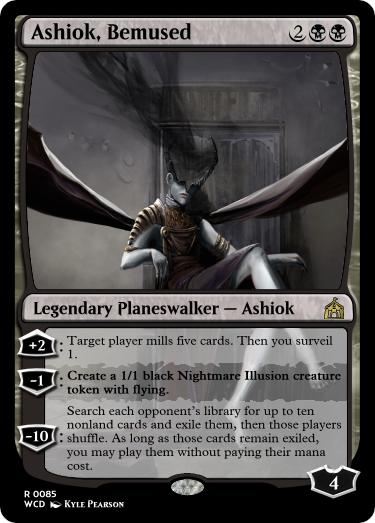 Ashiok, Bemused 2
Legendary Planeswalker — Ashiok
+2 : Target player mills five cards. Then you surveil
1.
-1 : Create a 1/1 black Nightmare Illusion creature
token with flying.
Search each opponent's library for up to ten
nonland cards and exile them, then those players
-10 : shuffle. As long as those cards remain exiled,
you may play them without paying their mana
cost.
4
R 0085
WCD Kyle Pearson